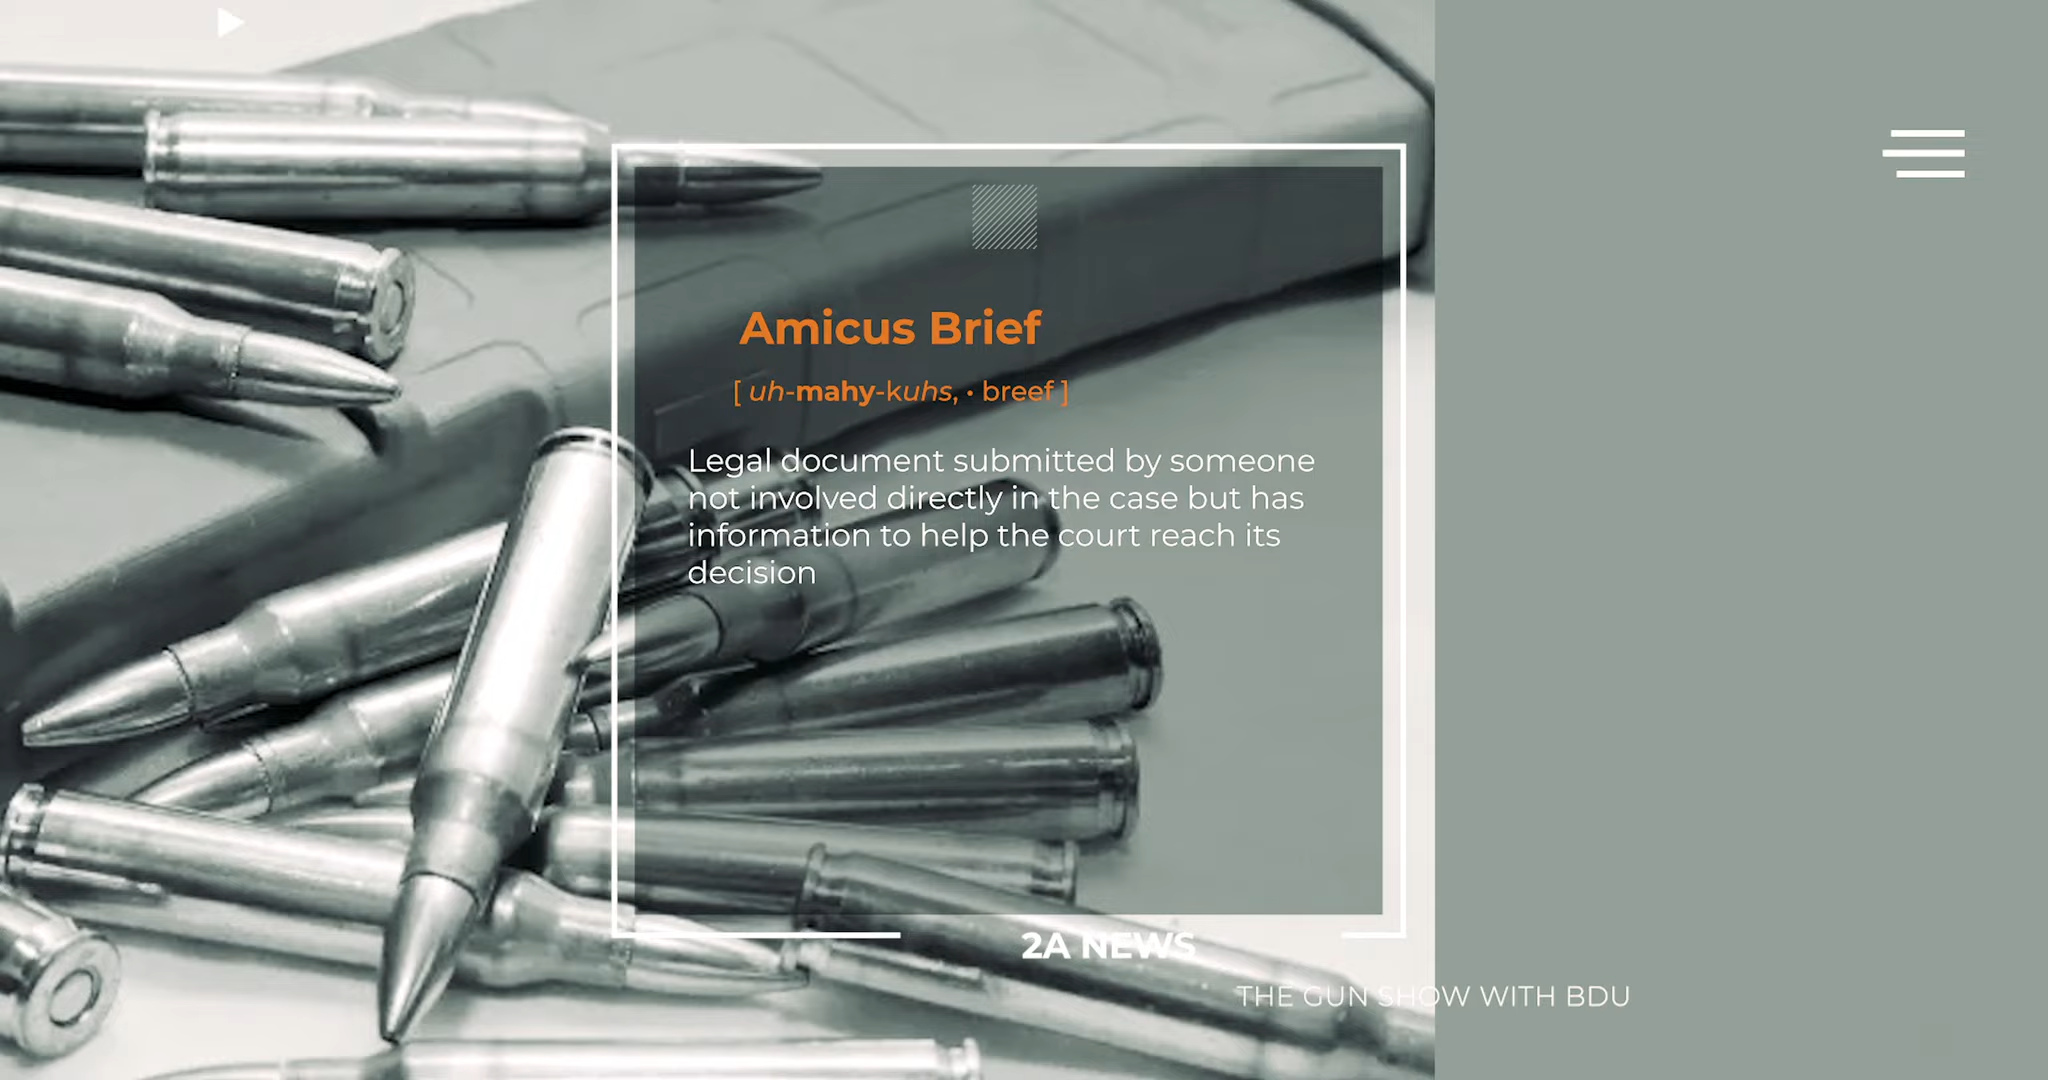 Amicus Brief
[ uh-mahy-kuhs, • breef ]
Legal document submitted by someone
not involved directly in the case but has
information to help the court reach its
decision
2A NEWS
THE GUN SHOW WITH BDU